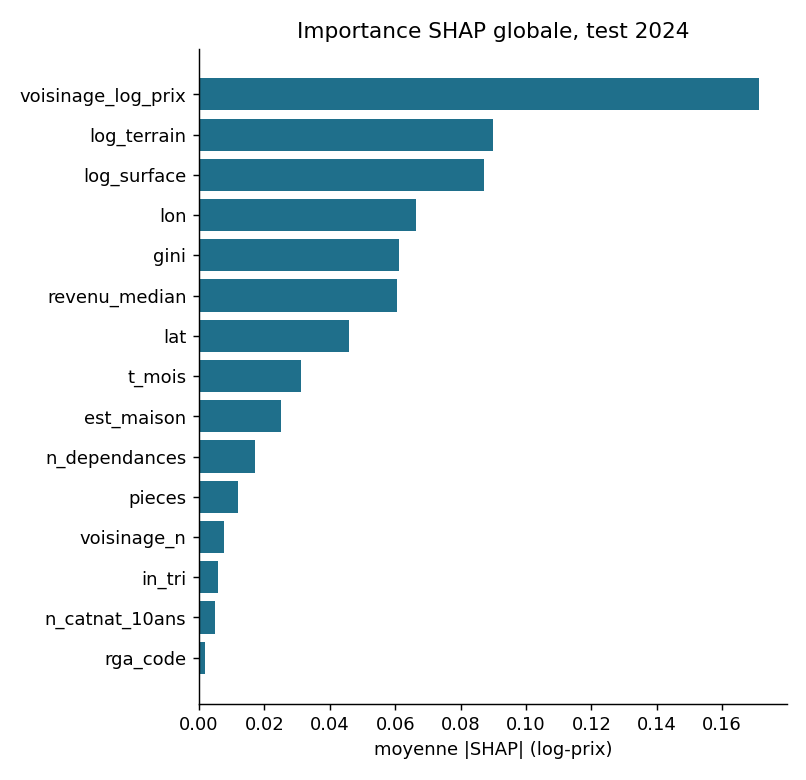 Importance SHAP globale, test 2024
voisinage_log_prix
log_terrain
log_surface
lon
gini
revenu_median
lat
t_mois
est_maison
n_dependances
pieces
voisinage_n
in_tri
n_catnat_10ans
rga_code
0.00 0.02 0.04 0.06 0.08 0.10 0.12 0.14 0.16
moyenne |SHAP| (log-prix)